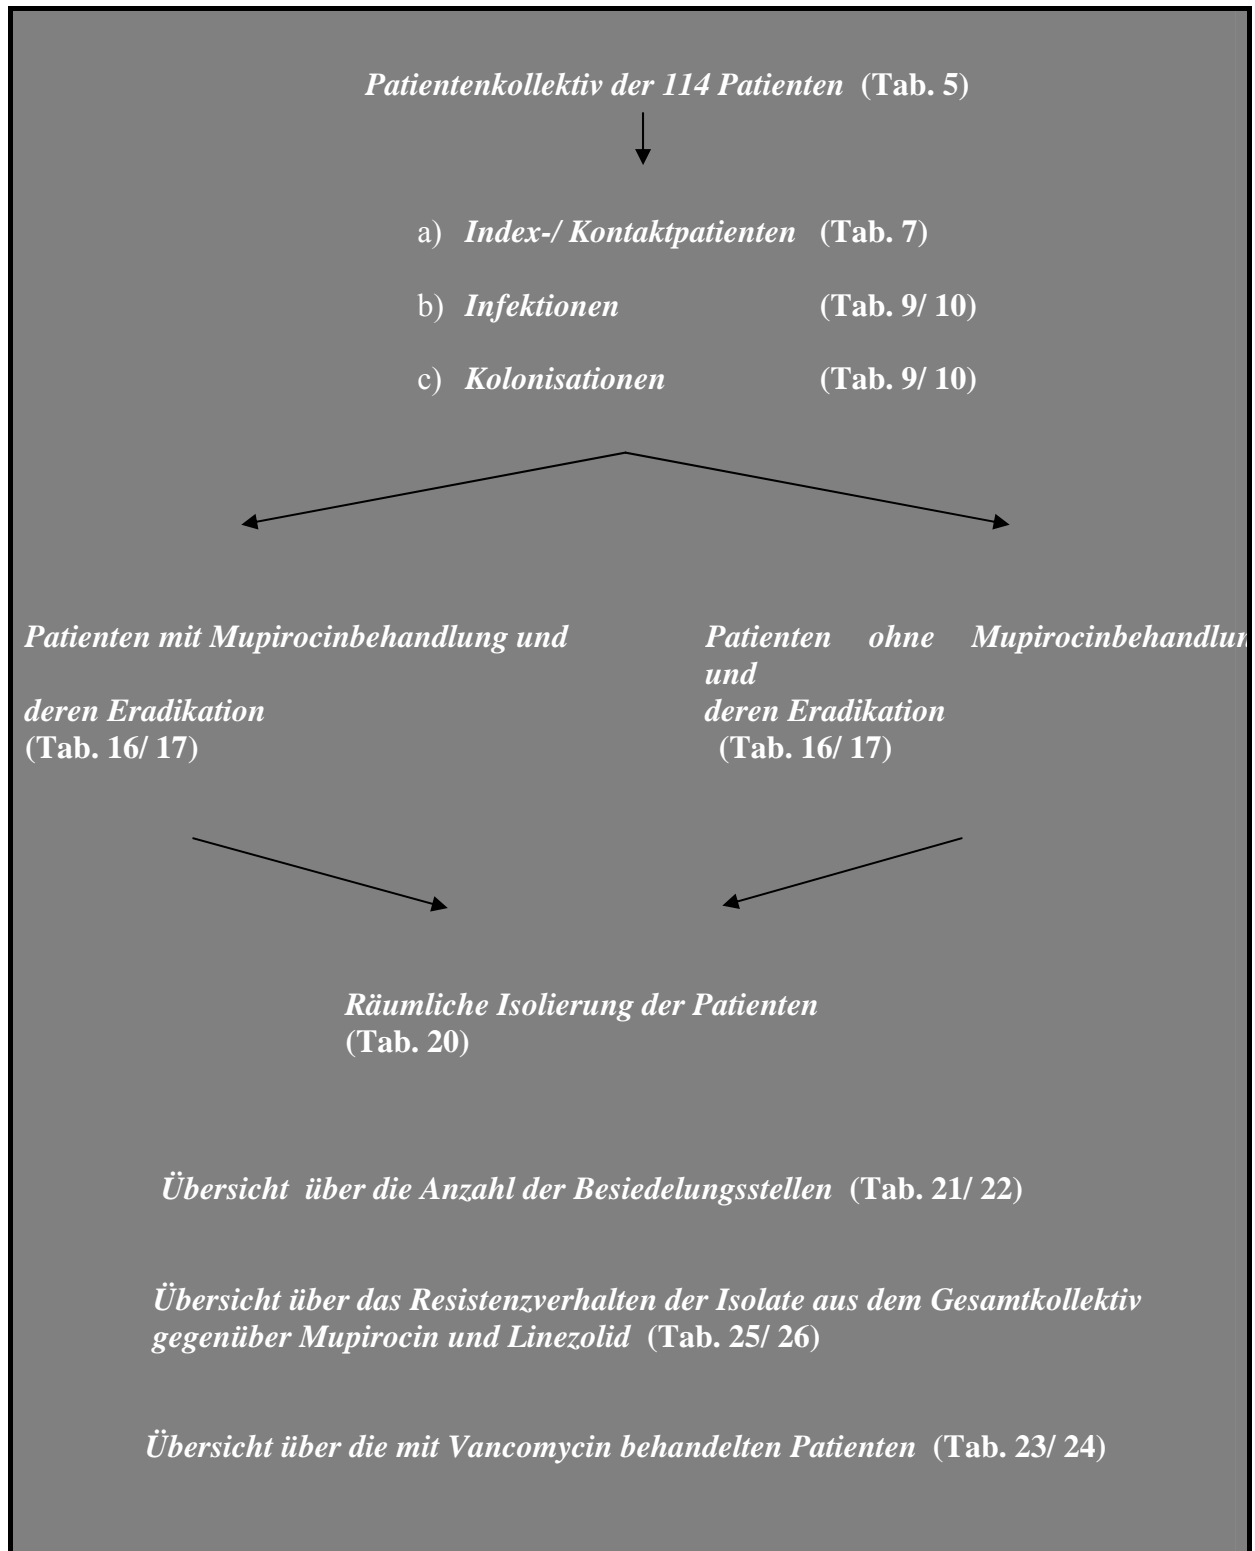 Patientenkollektiv der 114 Patienten (Tab. 5)
a) Index-/ Kontaktpatienten (Tab. 7)
b) Infektionen (Tab. 9/ 10)
c) Kolonisationen (Tab. 9/ 10)
Patienten mit Mupirocinbehandlung und
deren Eradikation
(Tab. 16/ 17)
Patienten ohne Mupirocinbehandlun
und
deren Eradikation
(Tab. 16/ 17)
Räumliche Isolierung der Patienten
(Tab. 20)
Übersicht über die Anzahl der Besiedelungsstellen (Tab. 21/ 22)
Übersicht über das Resistenzverhalten der Isolate aus dem Gesamtkollektiv
gegenüber Mupirocin und Linezolid (Tab. 25/ 26)
Übersicht über die mit Vancomycin behandelten Patienten (Tab. 23/ 24)